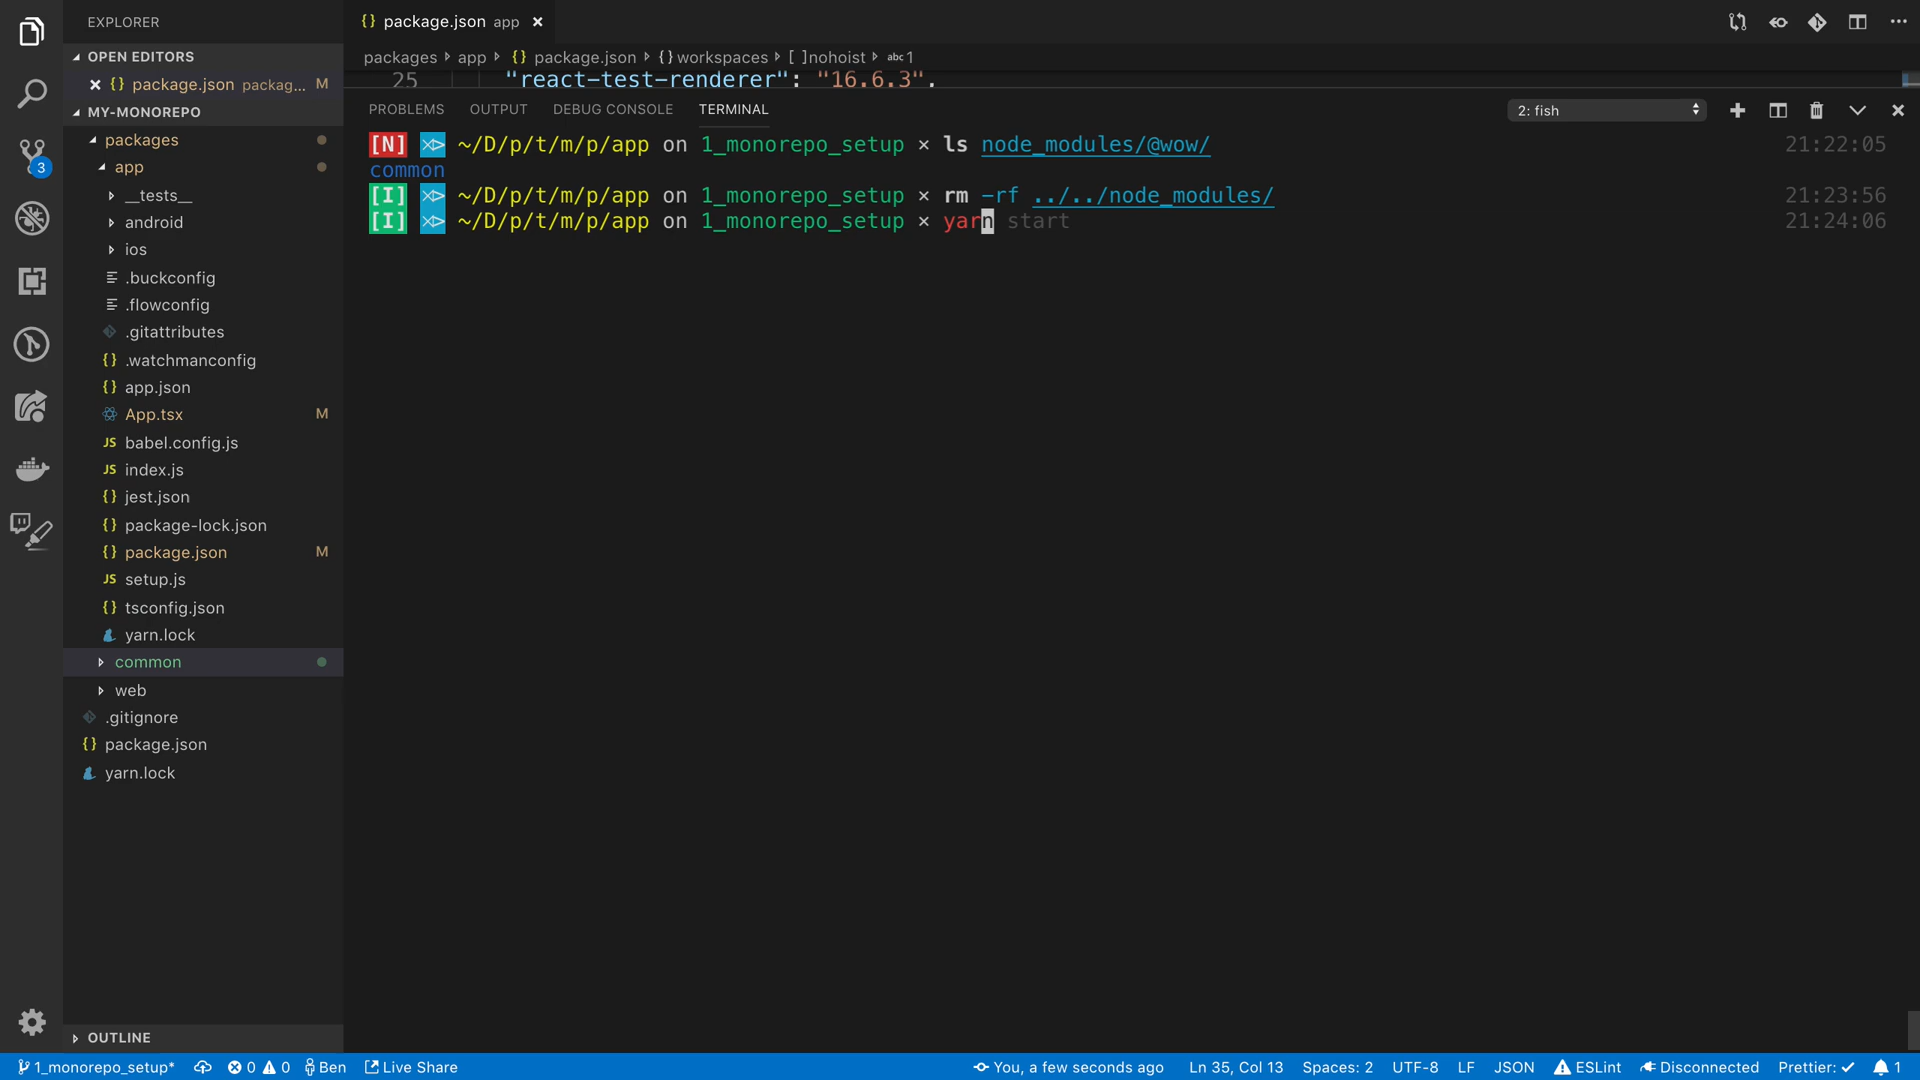 EXPLORER
OPEN EDITORS
package.json packag... M
MY-MONOREPO
packages
app
__tests__
android
ios
.buckconfig
.flowconfig
.gitattributes
.watchmanconfig
app.json
App.tsx M
babel.config.js
index.js
jest.json
package-lock.json
package.json M
setup.js
tsconfig.json
yarn.lock
common
web
.gitignore
package.json
yarn.lock
OUTLINE
3
{} package.json app
packages › app › {} package.json › {} workspaces › [ ] nohoist › abc 1
25 "react-test-renderer": "16.6.3",
PROBLEMS OUTPUT DEBUG CONSOLE TERMINAL 2: fish
[N] ~/D/p/t/m/p/app on 1_monorepo_setup × ls node_modules/@wow/ 21:22:05
common
[I] ~/D/p/t/m/p/app on 1_monorepo_setup × rm -rf ../../node_modules/ 21:23:56
[I] ~/D/p/t/m/p/app on 1_monorepo_setup × yarn start 21:24:06
1_monorepo_setup* 0 0 Ben Live Share You, a few seconds ago Ln 35, Col 13 Spaces: 2 UTF-8 LF JSON ESLint Disconnected Prettier: ✓ 1